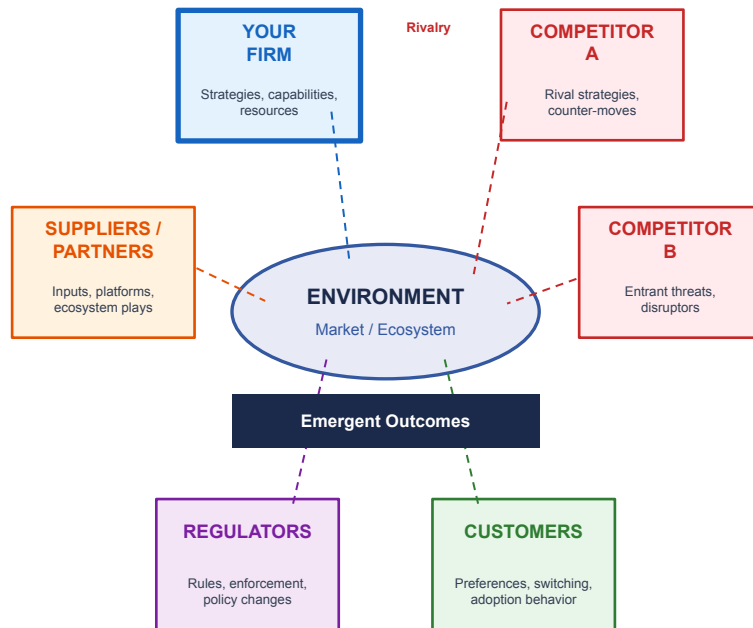 YOUR
FIRM
Strategies, capabilities,
resources
Rivalry
COMPETITOR
A
Rival strategies,
counter-moves
SUPPLIERS /
PARTNERS
Inputs, platforms,
ecosystem plays
ENVIRONMENT
Market / Ecosystem
COMPETITOR
B
Entrant threats,
disruptors
Emergent Outcomes
REGULATORS
Rules, enforcement,
policy changes
CUSTOMERS
Preferences, switching,
adoption behavior